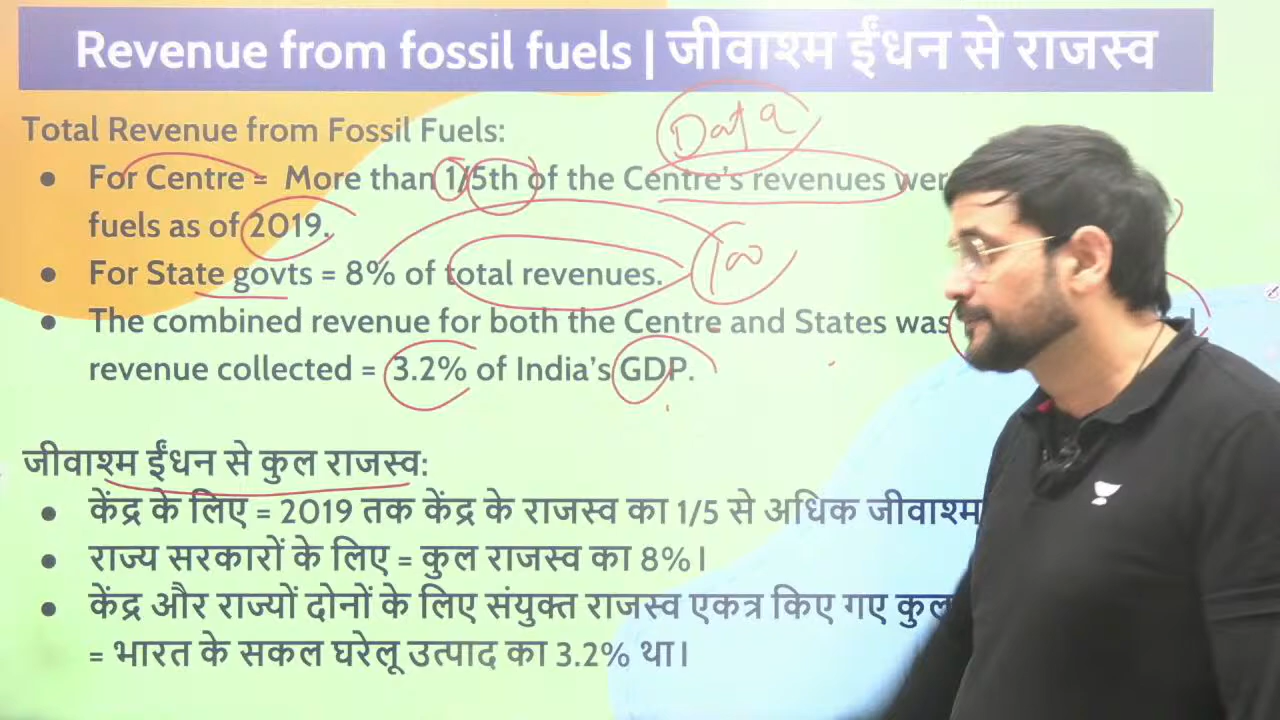 Revenue from fossil fuels | जीवाश्म ईंधन से राजस्व
Data
Total Revenue from Fossil Fuels:
• For Centre = More than 1/5th of the Centre's revenues were
fuels as of 2019.
• For State govts = 8% of total revenues.
• The combined revenue for both the Centre and States was
revenue collected = 3.2% of India's GDP.
जीवाश्म ईंधन से कुल राजस्व:
• केंद्र के लिए = 2019 तक केंद्र के राजस्व का 1/5 से अधिक जीवाश्म
• राज्य सरकारों के लिए = कुल राजस्व का 8%।
• केंद्र और राज्यों दोनों के लिए संयुक्त राजस्व एकत्र किए गए कुल
= भारत के सकल घरेलू उत्पाद का 3.2% था।